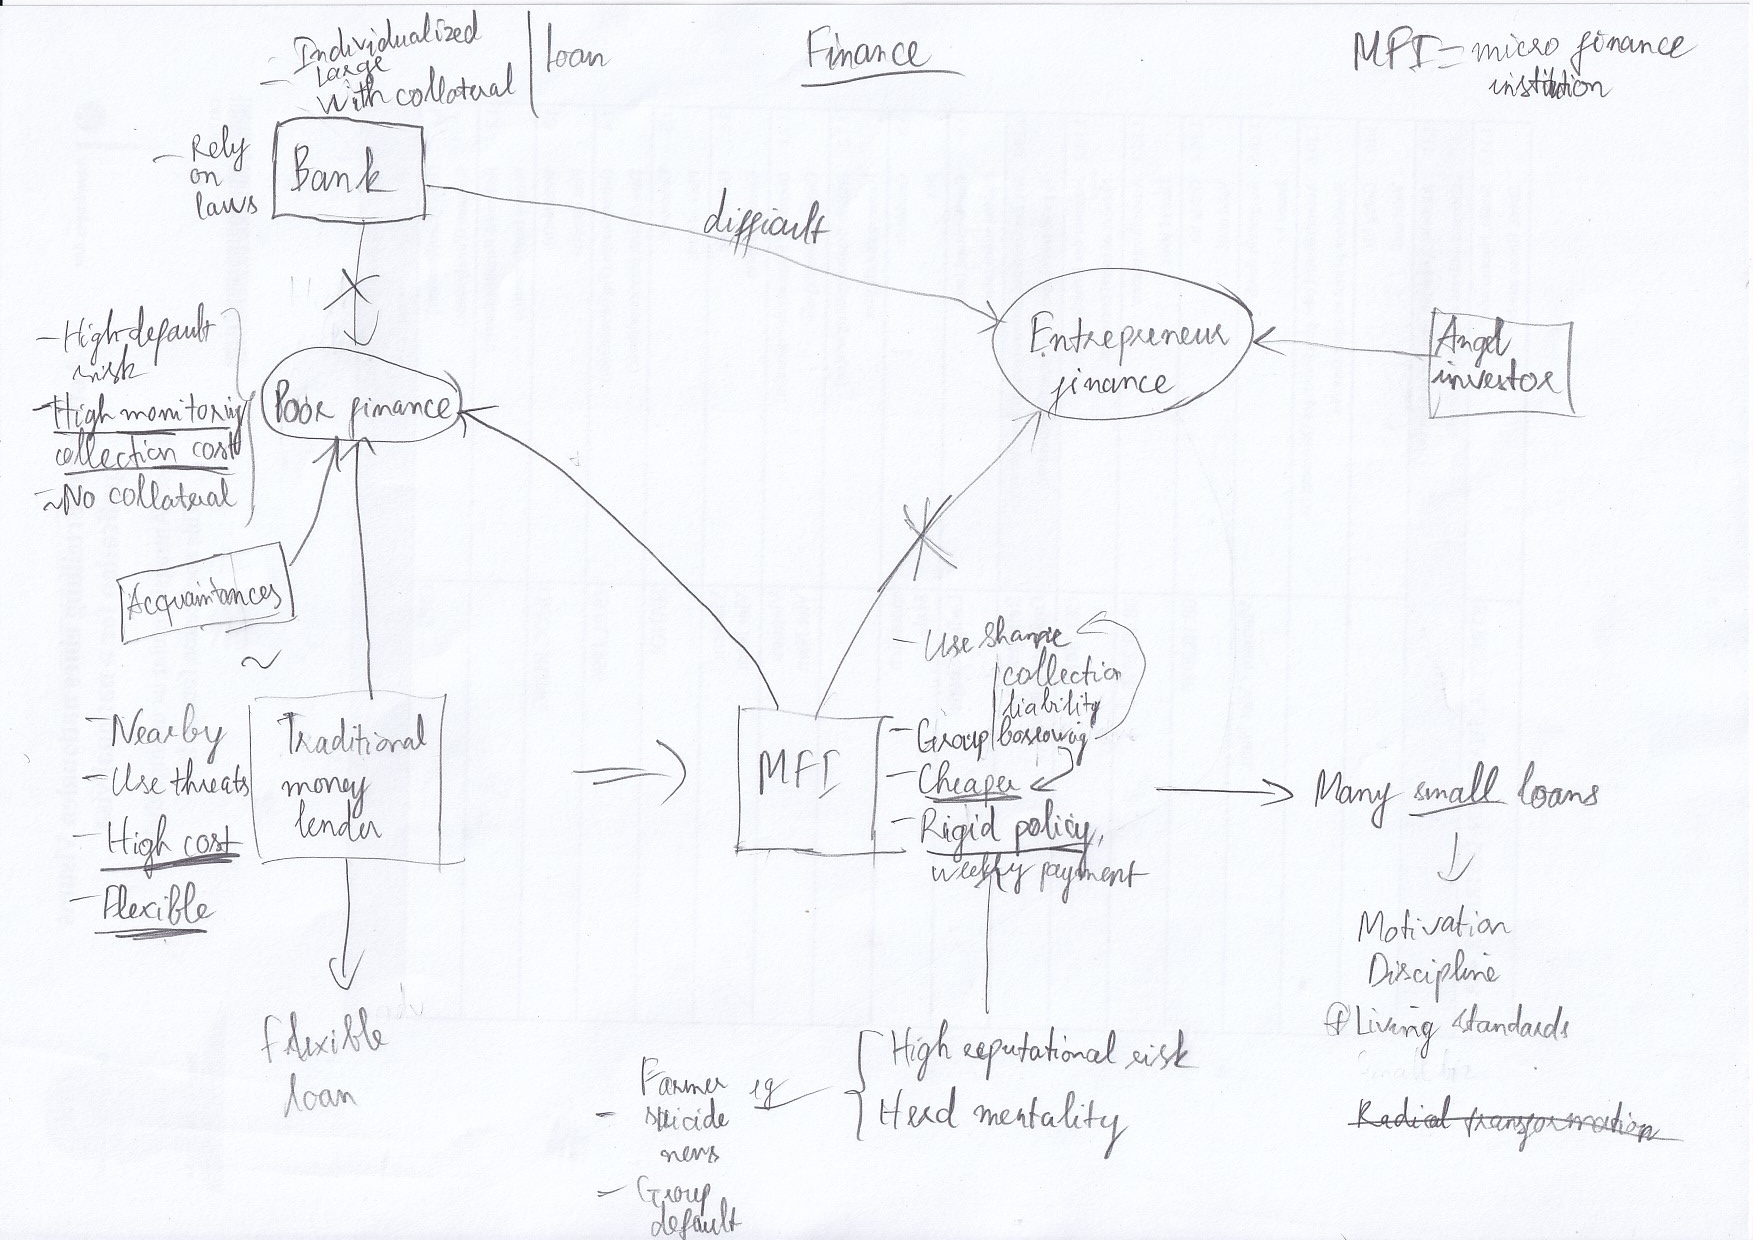 Finance
MFI = micro finance
institution
- Individualized
- Large
with collateral
loan
- Rely
on
laws
Bank
difficult
Entrepreneur
finance
Angel
investor
- High default
risk
- High monitoring
collection cost
- No collateral
Poor finance
Acquaintances
~
- Nearby
- Use threats
- High cost
- Flexible
Traditional
money
lender
Flexible
loan
MFI
- Use shame
collection
liability
- Group borrowing
- Cheaper
- Rigid policy,
weekly payment
Many small loans
Motivation
Discipline
+ Living standards
Radical transformation
High reputational risk
Herd mentality
eg
Farmer
- suicide
news
- Group
default